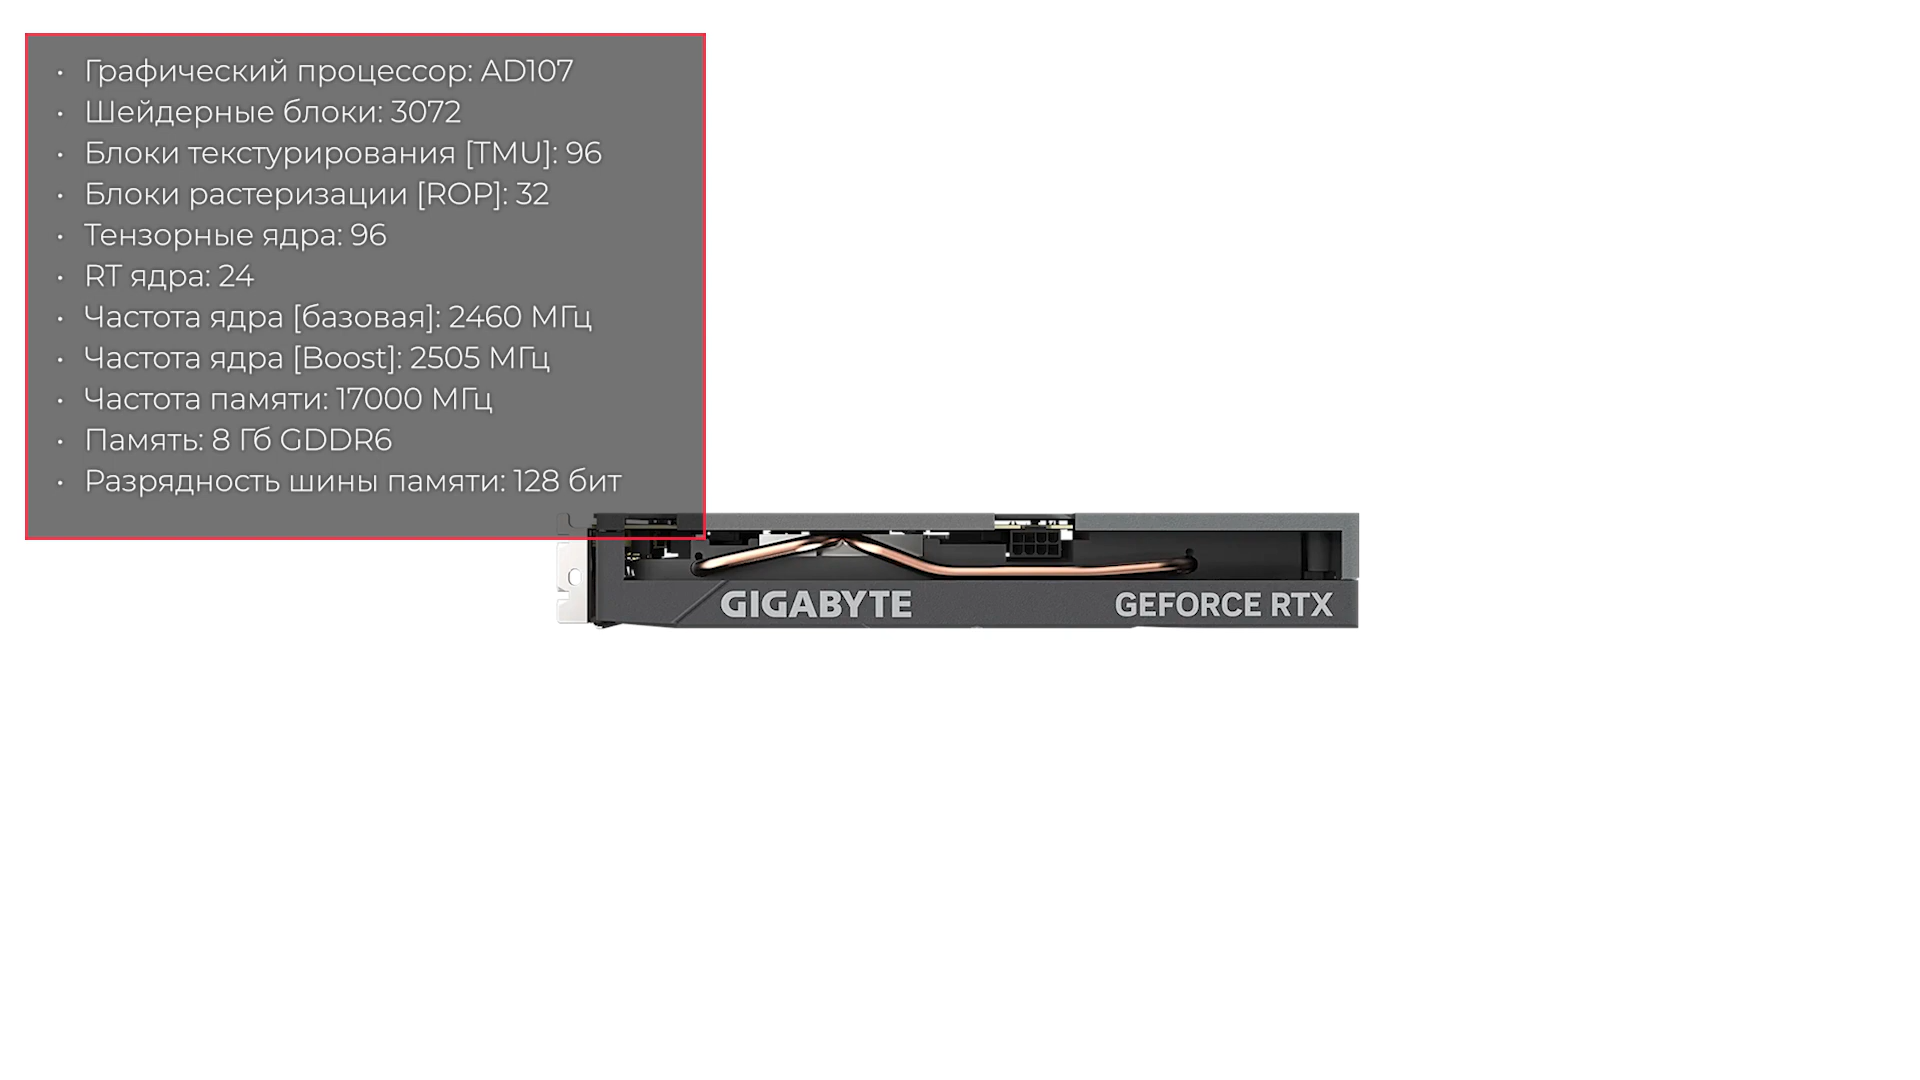 • Графический процессор: AD107
• Шейдерные блоки: 3072
• Блоки текстурирования [TMU]: 96
• Блоки растеризации [ROP]: 32
• Тензорные ядра: 96
• RT ядра: 24
• Частота ядра [базовая]: 2460 МГц
• Частота ядра [Boost]: 2505 МГц
• Частота памяти: 17000 МГц
• Память: 8 Гб GDDR6
• Разрядность шины памяти: 128 бит
GIGABYTE GEFORCE RTX